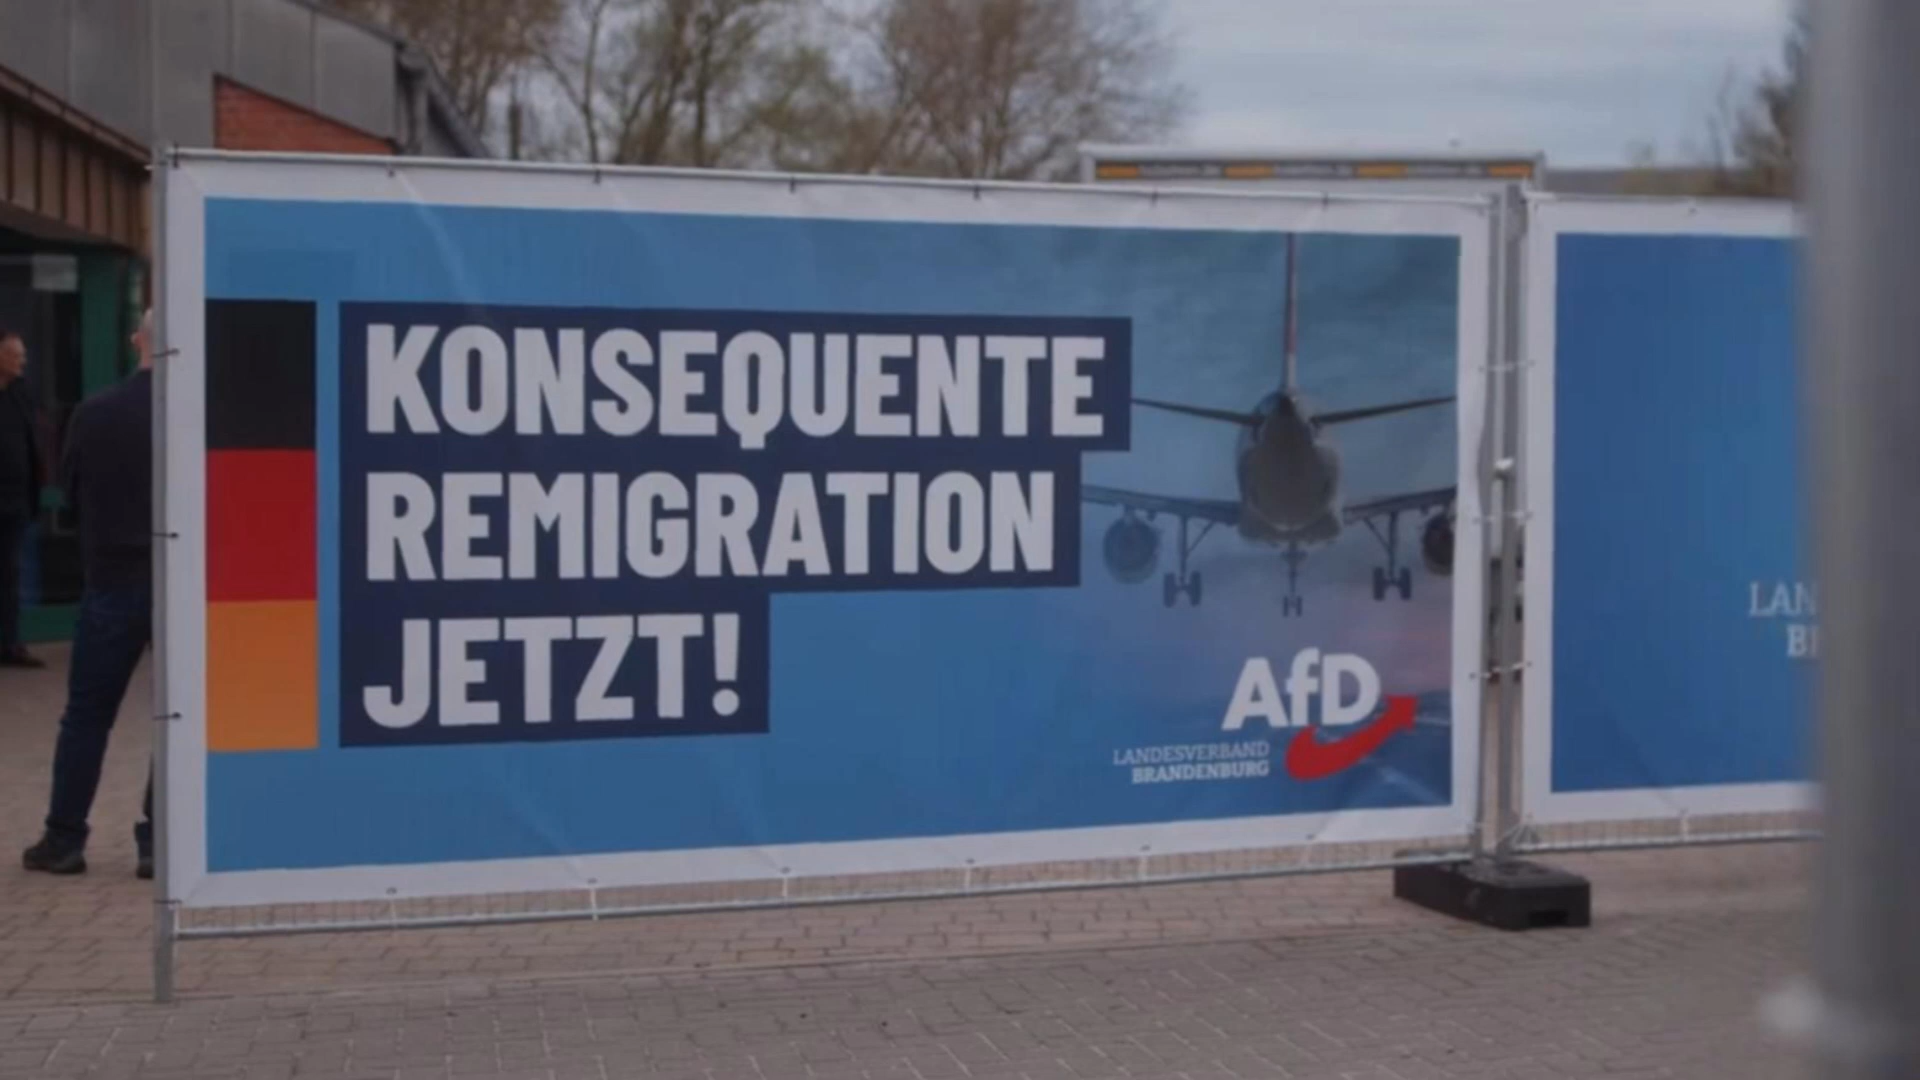 KONSEQUENTE
REMIGRATION
JETZT!
AfD
LANDESVERBAND
BRANDENBURG